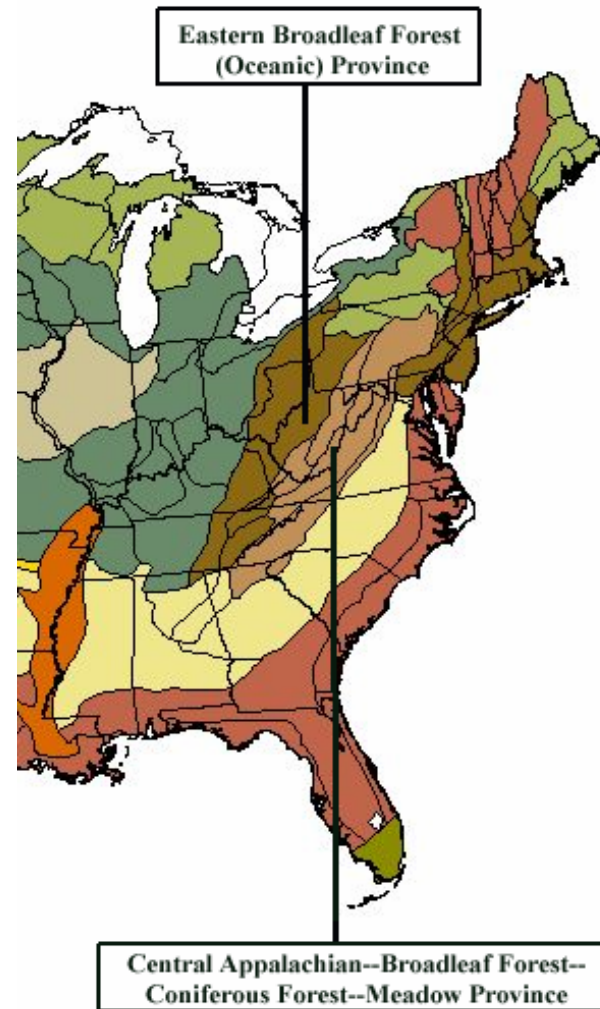 Eastern Broadleaf Forest
(Oceanic) Province
Central Appalachian--Broadleaf Forest--
Coniferous Forest--Meadow Province